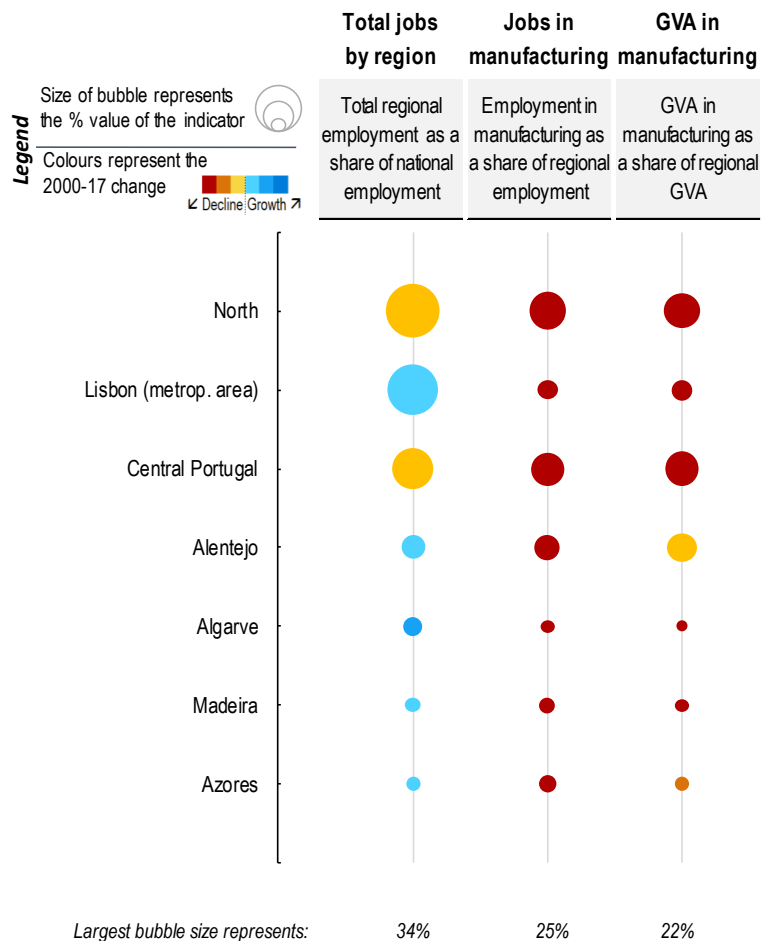 Total jobs
by region
Jobs in
manufacturing
GVA in
manufacturing
Legend
Size of bubble represents
the % value of the indicator
Colours represent the
2000-17 change
↙ Decline Growth ↗
Total regional
employment as a
share of national
employment
Employment in
manufacturing as
a share of regional
employment
GVA in
manufacturing as
a share of regional
GVA
North
Lisbon (metrop. area)
Central Portugal
Alentejo
Algarve
Madeira
Azores
Largest bubble size represents: 34% 25% 22%